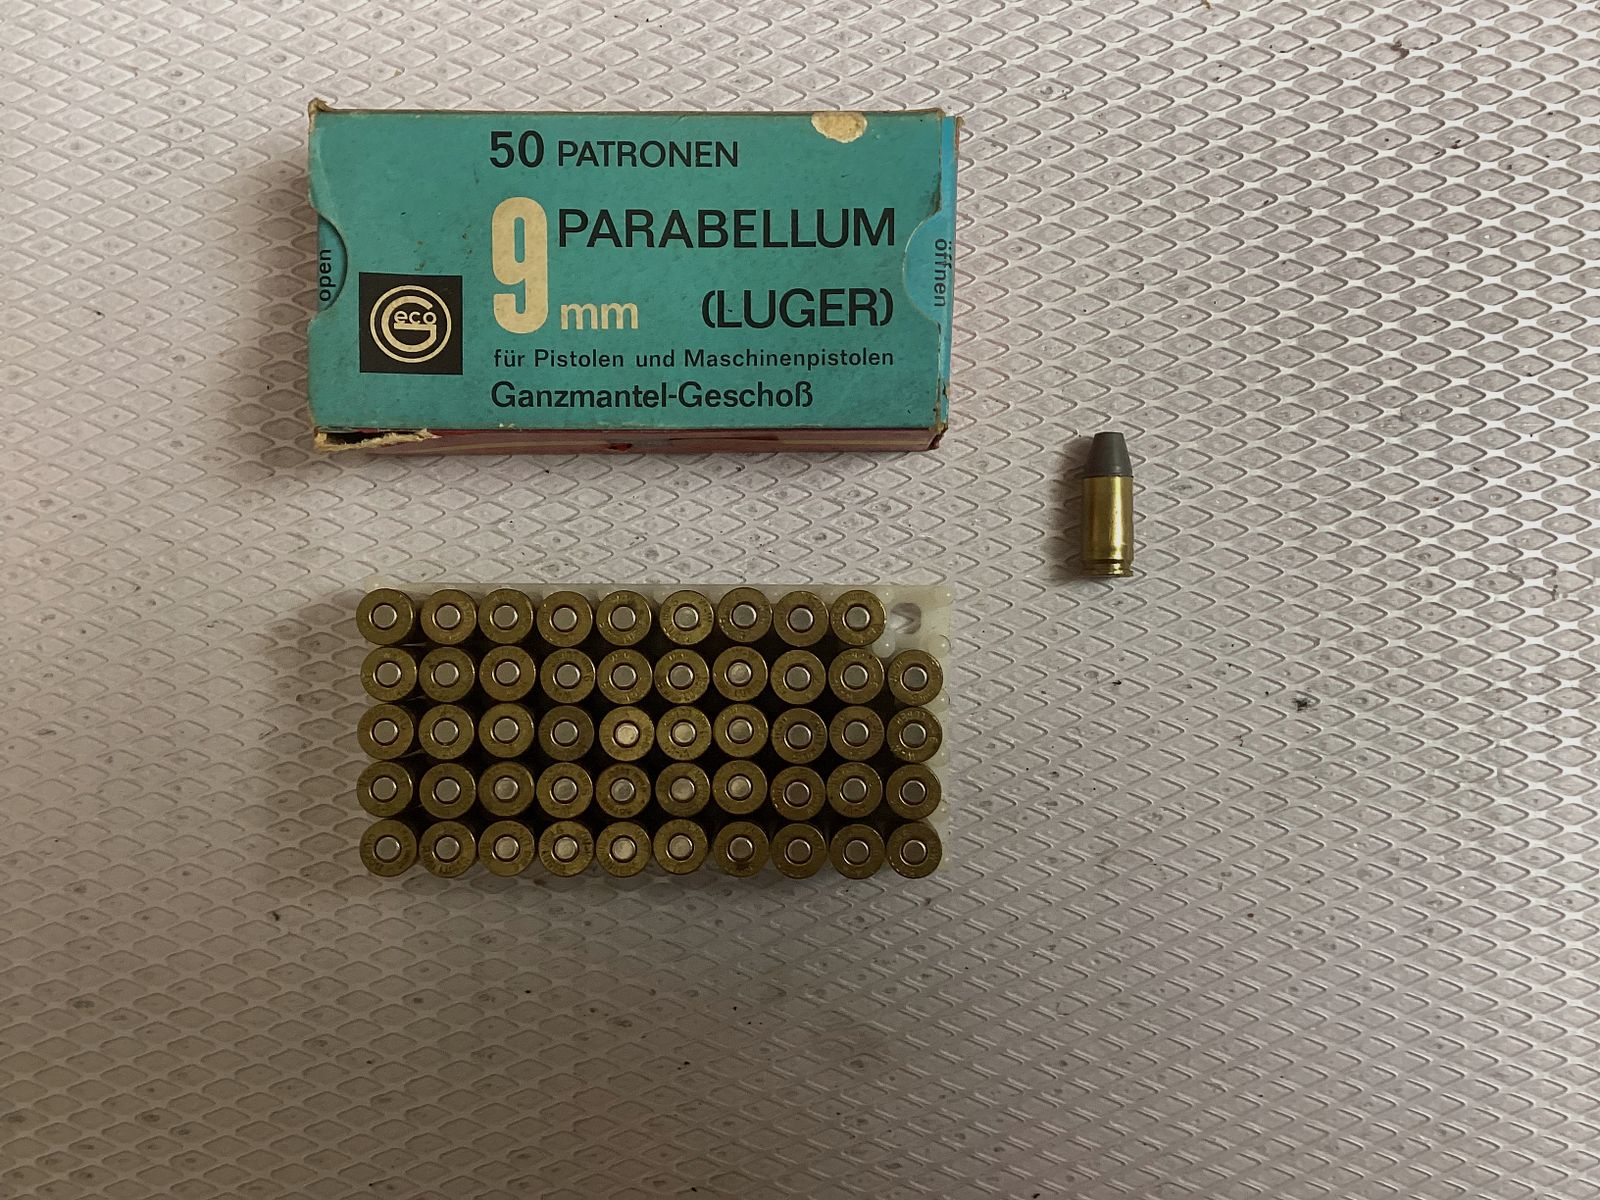 50 PATRONEN
9 mm PARABELLUM
(LUGER)
für Pistolen und Maschinenpistolen
Ganzmantel-Geschoß
Geco
open
öffnen